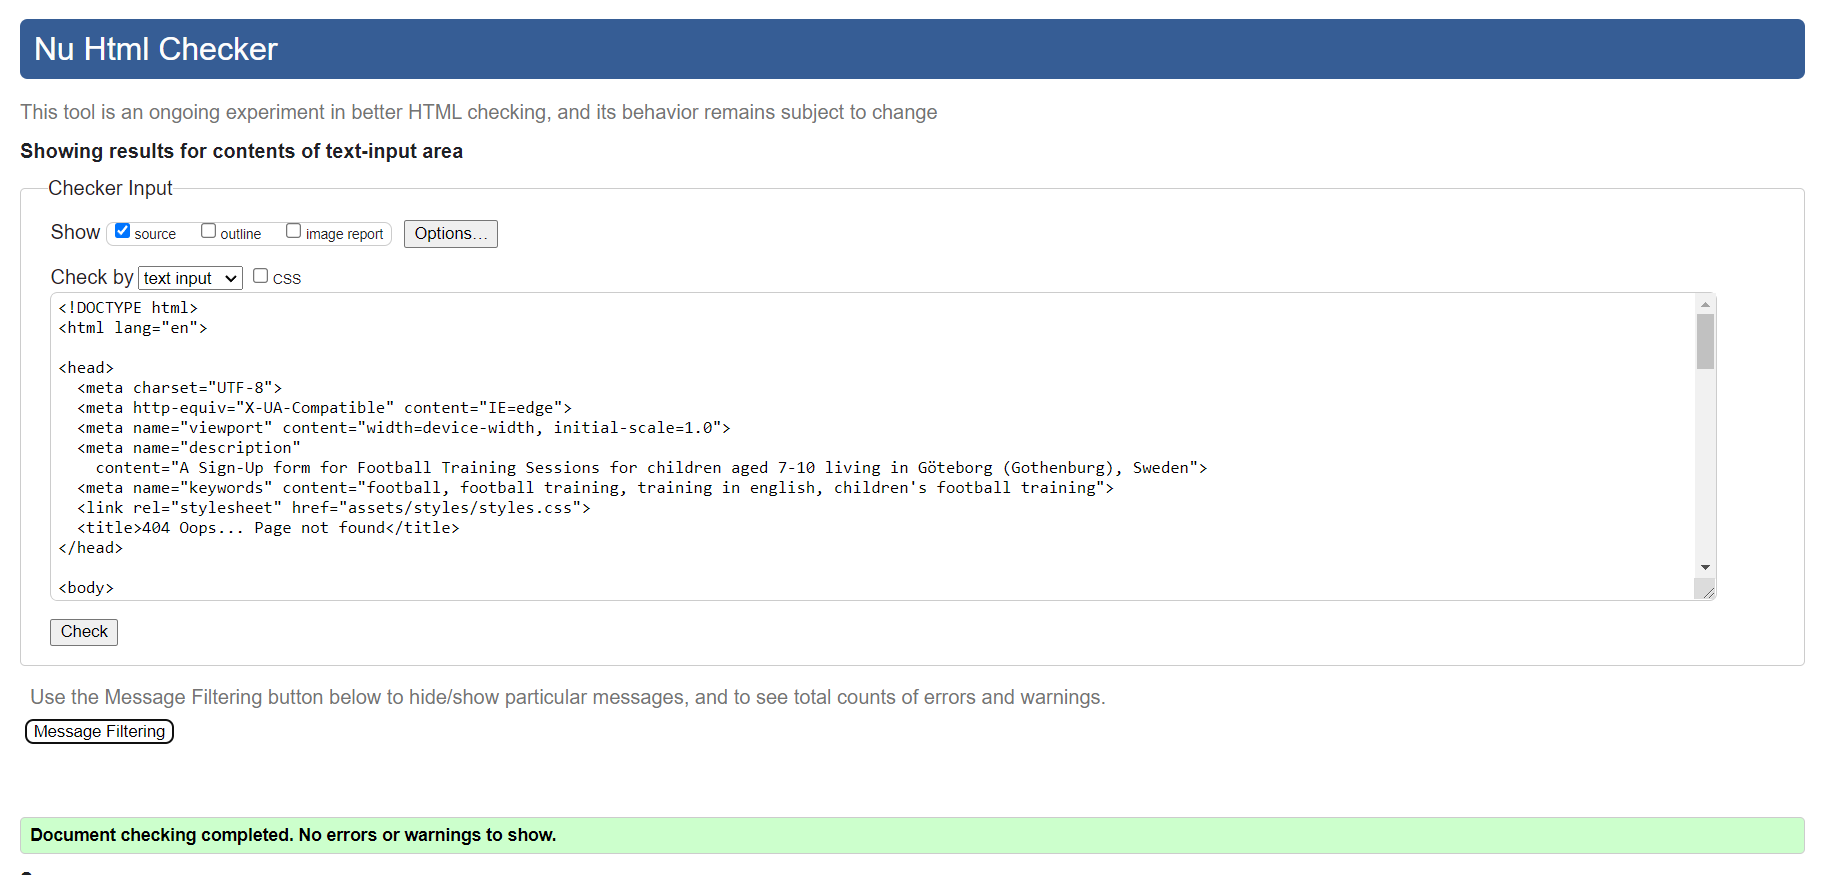 Nu Html Checker
This tool is an ongoing experiment in better HTML checking, and its behavior remains subject to change
Showing results for contents of text-input area
Checker Input
Show source outline image report Options...
Check by text input CSS
<!DOCTYPE html>
<html lang="en">
<head>
<meta charset="UTF-8">
<meta http-equiv="X-UA-Compatible" content="IE=edge">
<meta name="viewport" content="width=device-width, initial-scale=1.0">
<meta name="description"
content="A Sign-Up form for Football Training Sessions for children aged 7-10 living in Göteborg (Gothenburg), Sweden">
<meta name="keywords" content="football, football training, training in english, children's football training">
<link rel="stylesheet" href="assets/styles/styles.css">
<title>404 Oops... Page not found</title>
</head>
<body>
Check
Use the Message Filtering button below to hide/show particular messages, and to see total counts of errors and warnings.
Message Filtering
Document checking completed. No errors or warnings to show.